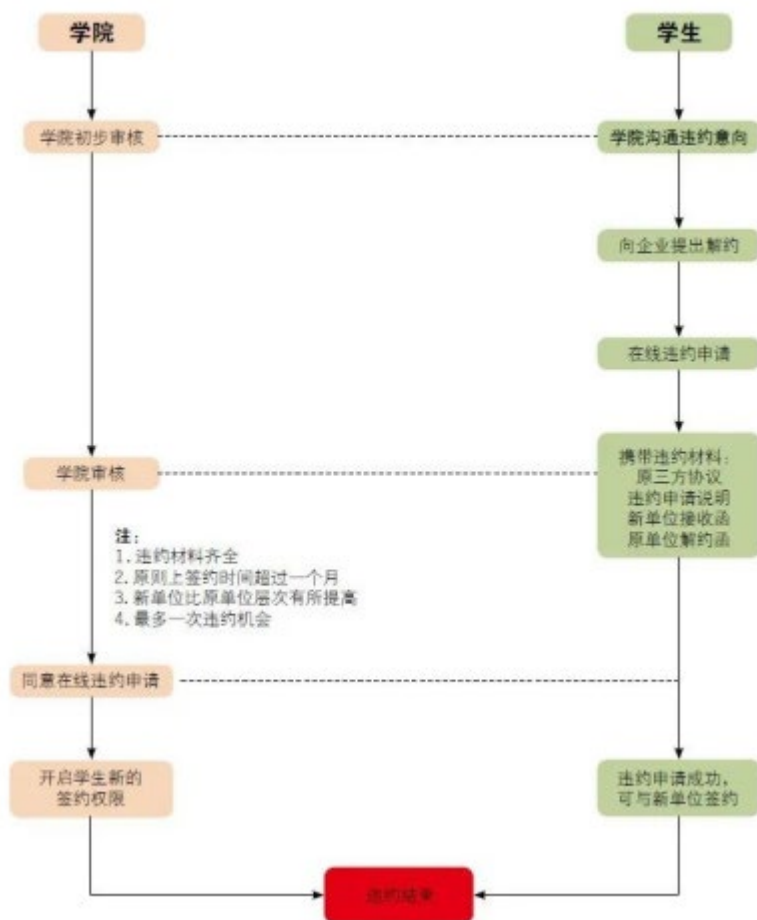 学院
学生
学院初步审核
学院沟通违约意向
向企业提出解约
在线违约申请
学院审核
携带违约材料：
原三方协议
违约申请说明
新单位接收函
原单位解约函
注：
1. 违约材料齐全
2. 原则上签约时间超过一个月
3. 新单位比原单位层次有所提高
4. 最多一次违约机会
同意在线违约申请
开启学生新的
签约权限
违约申请成功，
可与新单位签约
违约结束